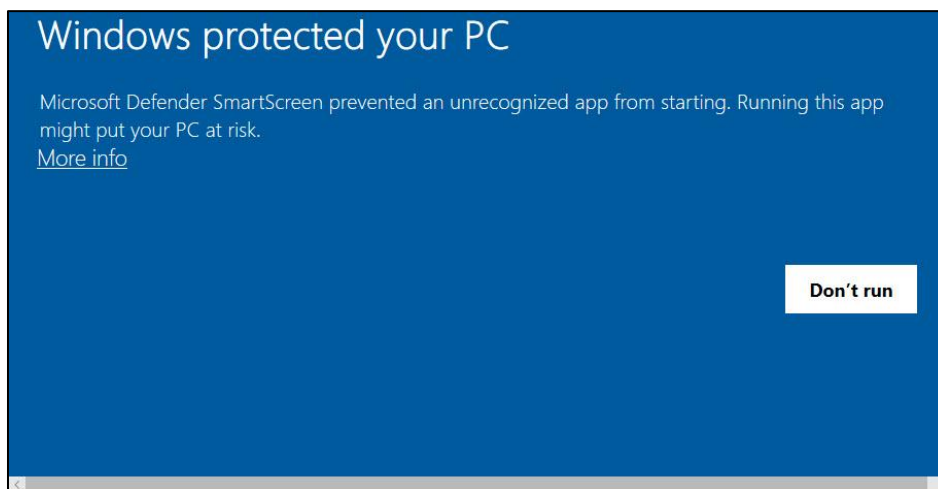 Windows protected your PC
Microsoft Defender SmartScreen prevented an unrecognized app from starting. Running this app
might put your PC at risk.
More info
Don't run